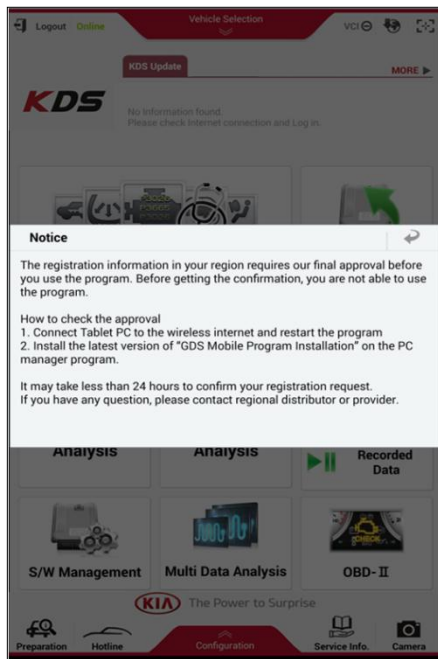 Logout Online
Vehicle Selection
VCI
KDS Update
MORE
KDS
No Information found
Please check Internet connection and Log in.
Notice
The registration information in your region requires our final approval before
you use the program. Before getting the confirmation, you are not able to use
the program.
How to check the approval
1. Connect Tablet PC to the wireless internet and restart the program
2. Install the latest version of "GDS Mobile Program
Installation" on the PC
manager program.
It may take less than 24 hours to confirm your registration request.
If you have any question, please contact regional distributor or provider.
Analysis
Analysis
Recorded
Data
CHECK
S/W Management
Multi Data Analysis
OBD-II
KIA The Power to Surprise
Preparation
Hotline
Configuration
Service Info.
Camera